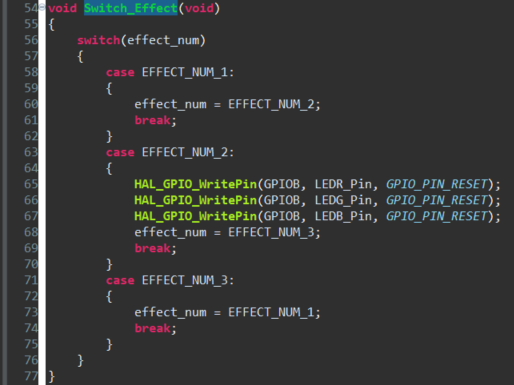 54 void Switch_Effect(void)
55 {
56 switch(effect_num)
57 {
58 case EFFECT_NUM_1:
59 {
60 effect_num = EFFECT_NUM_2;
61 break;
62 }
63 case EFFECT_NUM_2:
64 {
65 HAL_GPIO_WritePin(GPIOB, LEDR_Pin, GPIO_PIN_RESET);
66 HAL_GPIO_WritePin(GPIOB, LEDG_Pin, GPIO_PIN_RESET);
67 HAL_GPIO_WritePin(GPIOB, LEDB_Pin, GPIO_PIN_RESET);
68 effect_num = EFFECT_NUM_3;
69 break;
70 }
71 case EFFECT_NUM_3:
72 {
73 effect_num = EFFECT_NUM_1;
74 break;
75 }
76 }
77 }